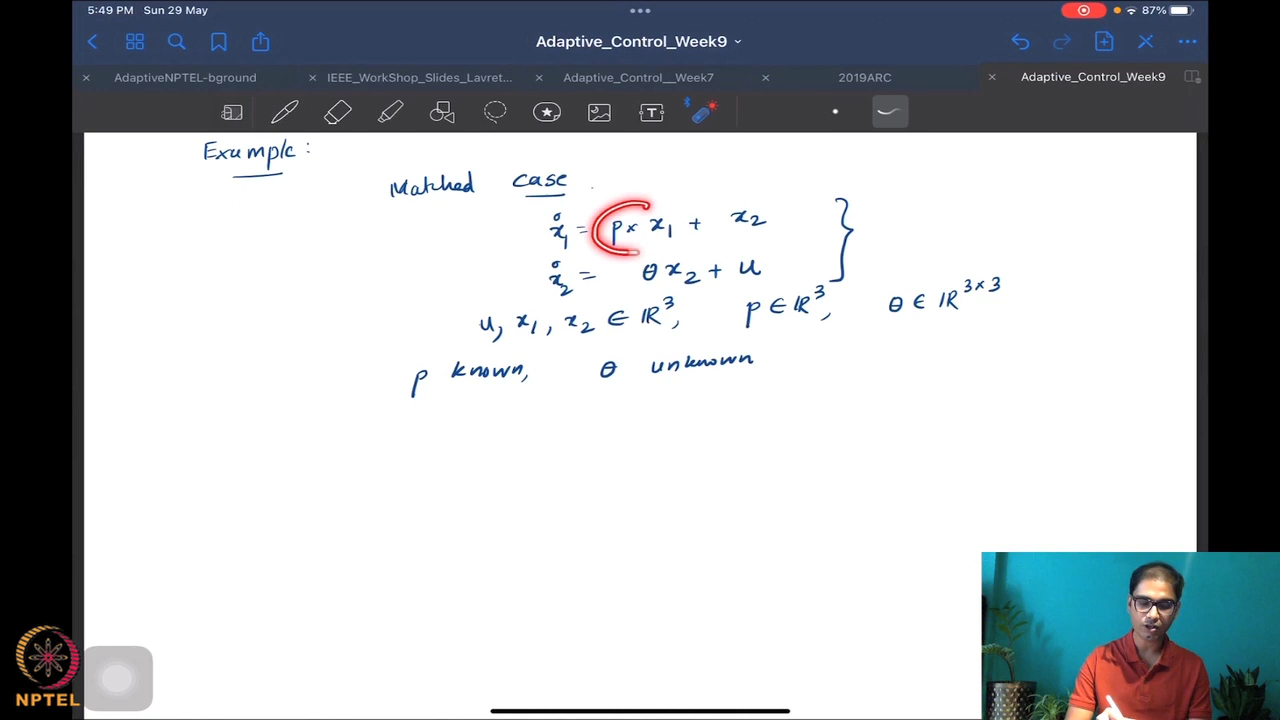 5:49 PM Sun 29 May
87%
Adaptive_Control_Week9
AdaptiveNPTEL-bground
IEEE_WorkShop_Slides_Lavret...
Adaptive_Control__Week7
2019ARC
Adaptive_Control_Week9
Example:
Matched case
ẋ₁ = p × x₁ + x₂
ẋ₂ = θ x₂ + u
u, x₁, x₂ ∈ ℝ³, p ∈ ℝ³, θ ∈ ℝ³ˣ³
p known, θ unknown
NPTEL